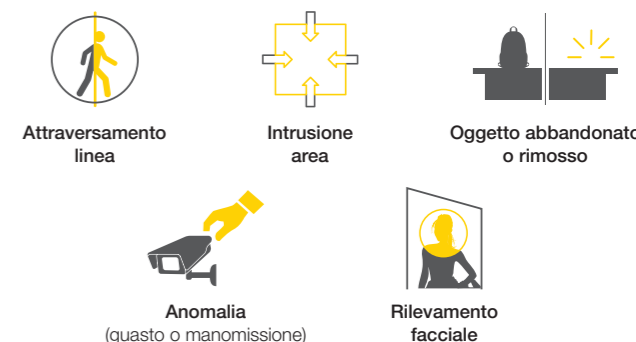 Attraversamento
linea
Intrusione
area
Oggetto abbandonato
o rimosso
Anomalia
(guasto o manomissione)
Rilevamento
facciale